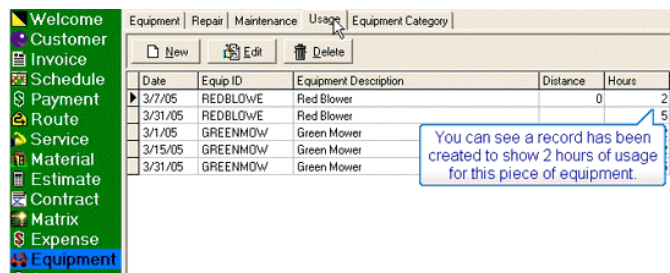 Welcome
Customer
Invoice
Schedule
Payment
Route
Service
Material
Estimate
Contract
Matrix
Expense
Equipment
Equipment Repair Maintenance Usage Equipment Category
New Edit Delete
Date Equip ID Equipment Description Distance Hours
3/7/05 REDBLOWE Red Blower 0 2
3/31/05 REDBLOWE Red Blower 5
3/1/05 GREENMOW Green Mower
3/15/05 GREENMOW Green Mower
3/31/05 GREENMOW Green Mower
You can see a record has been
created to show 2 hours of usage
for this piece of equipment.